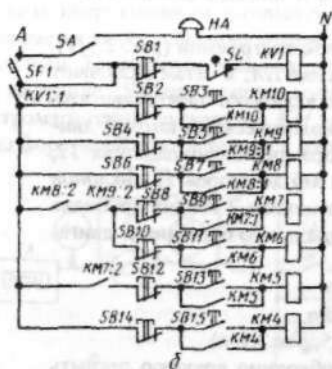 HA
A N
SA
SB1 SL KV1
SF1
KV1:1
SB2 SB3 KM10
KM10
SB4 SB5 KM9
KM9:1
SB6 SB7 KM8
KM8:1
KM8:2 KM9:2 SB8 SB9 KM7
KM7:1
SB10 SB11 KM6
KM6
KM7:2 SB12 SB13 KM5
KM5
SB14 SB15 KM4
KM4
б